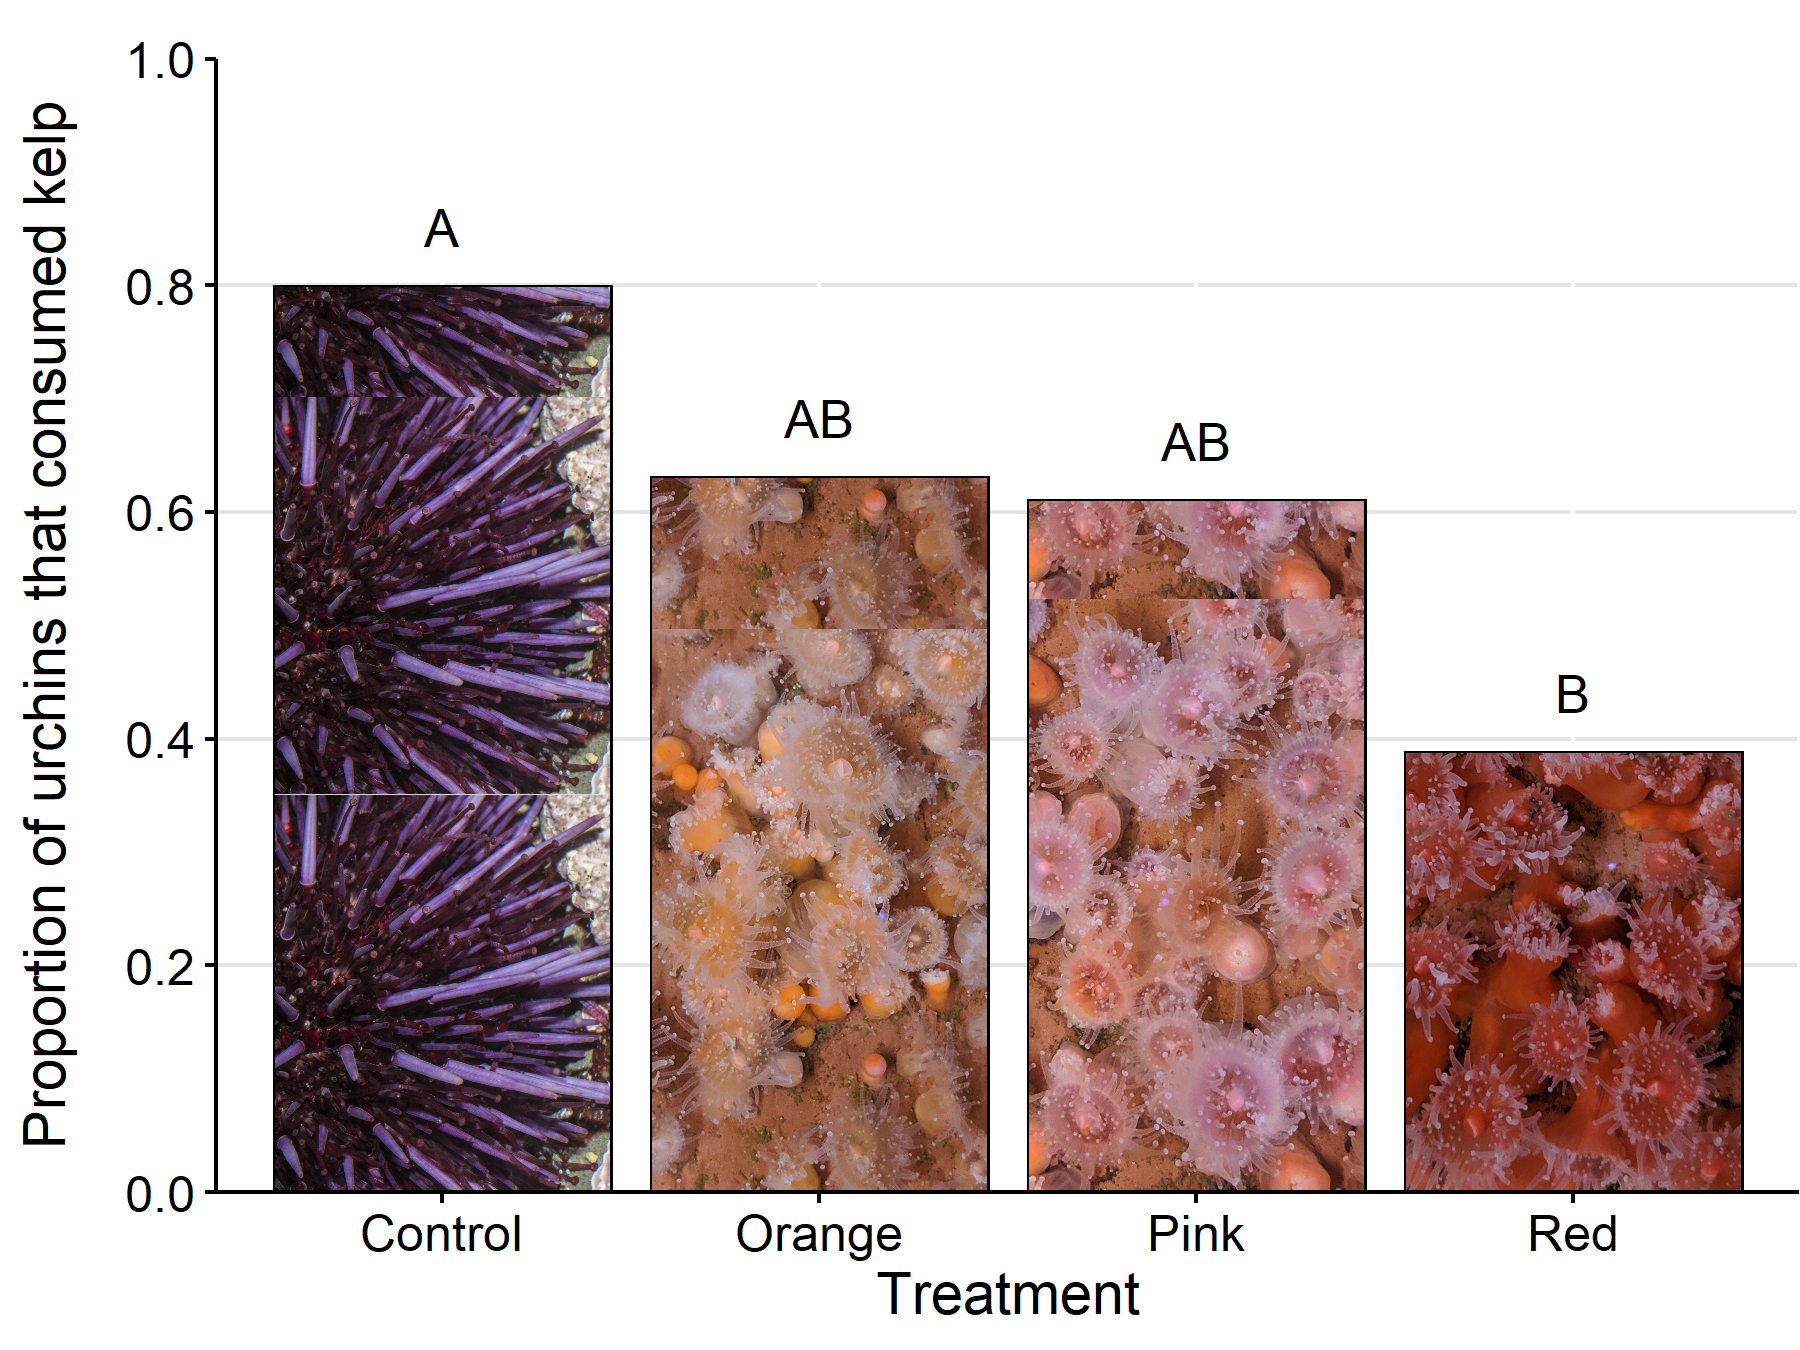 Proportion of urchins that consumed kelp
1.0
0.8
0.6
0.4
0.2
0.0
A
AB
AB
B
Control
Orange
Pink
Red
Treatment